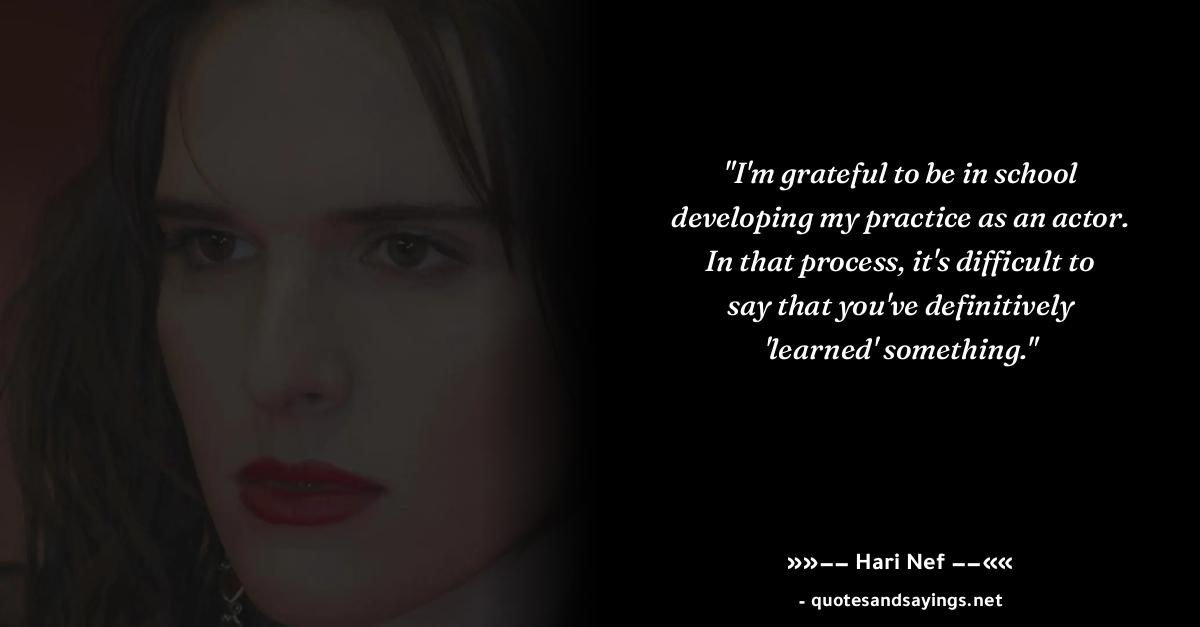 "I'm grateful to be in school
developing my practice as an actor.
In that process, it's difficult to
say that you've definitively
'learned' something."
»»−− Hari Nef −−««
- quotesandsayings.net